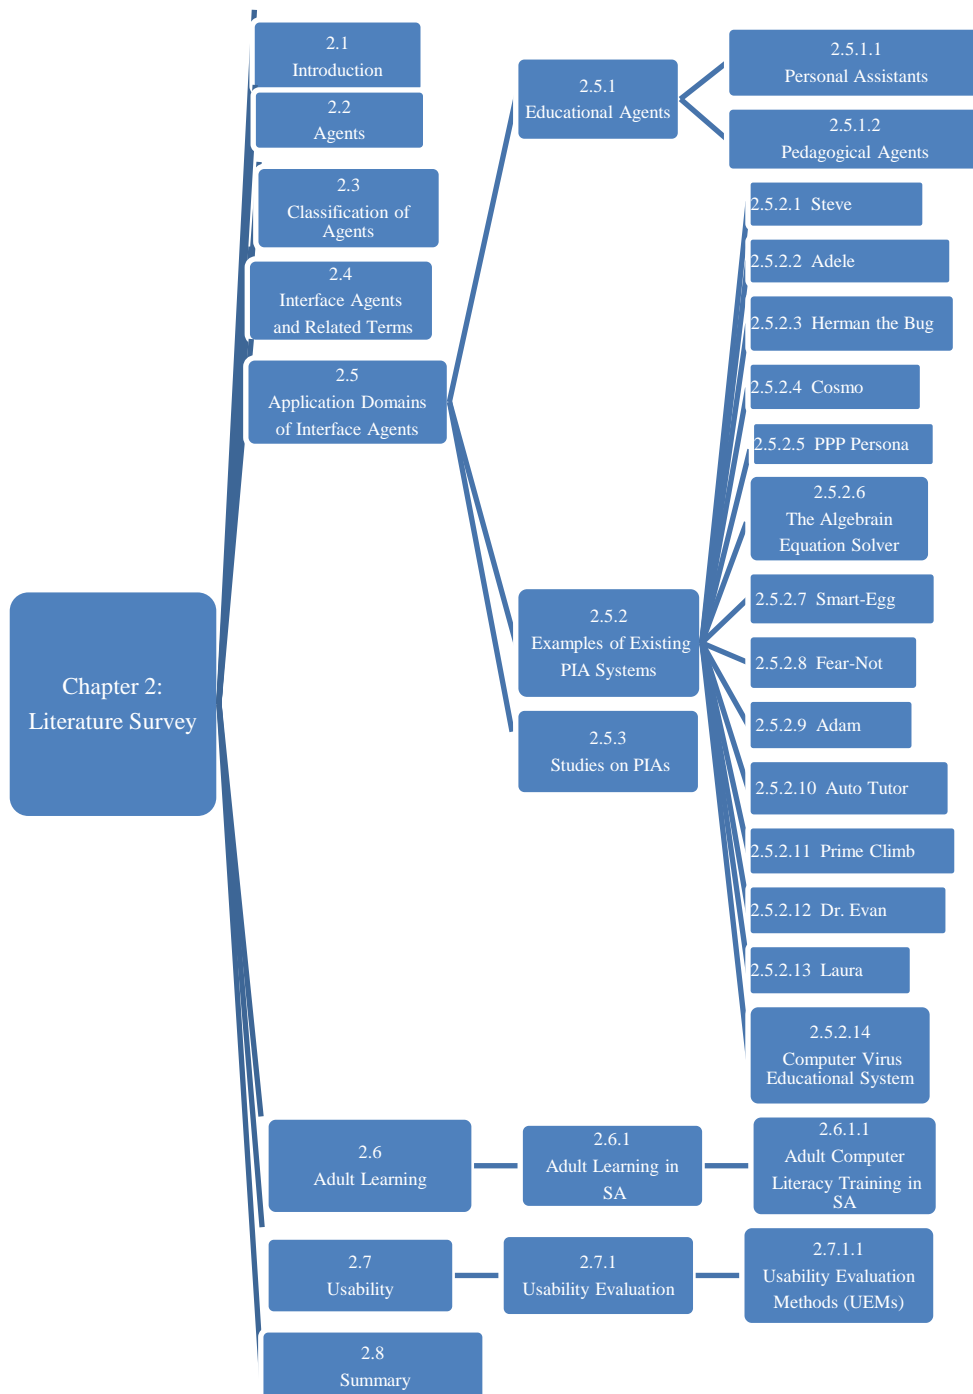 Chapter 2:
Literature Survey
2.1
Introduction
2.2
Agents
2.3
Classification of
Agents
2.4
Interface Agents
and Related Terms
2.5
Application Domains
of Interface Agents
2.5.1
Educational Agents
2.5.1.1
Personal Assistants
2.5.1.2
Pedagogical Agents
2.5.2
Examples of Existing
PIA Systems
2.5.2.1 Steve
2.5.2.2 Adele
2.5.2.3 Herman the Bug
2.5.2.4 Cosmo
2.5.2.5 PPP Persona
2.5.2.6
The Algebrain
Equation Solver
2.5.2.7 Smart-Egg
2.5.2.8 Fear-Not
2.5.2.9 Adam
2.5.2.10 Auto Tutor
2.5.2.11 Prime Climb
2.5.2.12 Dr. Evan
2.5.2.13 Laura
2.5.2.14
Computer Virus
Educational System
2.5.3
Studies on PIAs
2.6
Adult Learning
2.6.1
Adult Learning in
SA
2.6.1.1
Adult Computer
Literacy Training in
SA
2.7
Usability
2.7.1
Usability Evaluation
2.7.1.1
Usability Evaluation
Methods (UEMs)
2.8
Summary